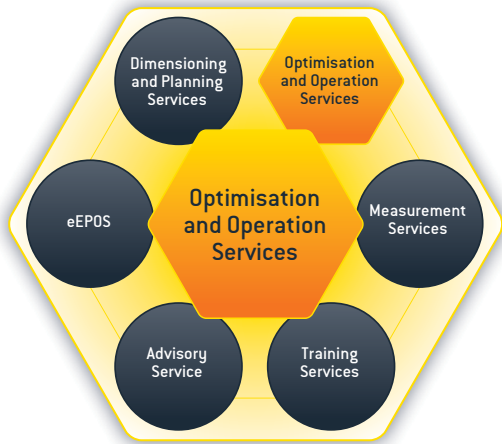 Dimensioning
and Planning
Services
Optimisation
and Operation
Services
eEPOS
Optimisation
and Operation
Services
Measurement
Services
Advisory
Service
Training
Services